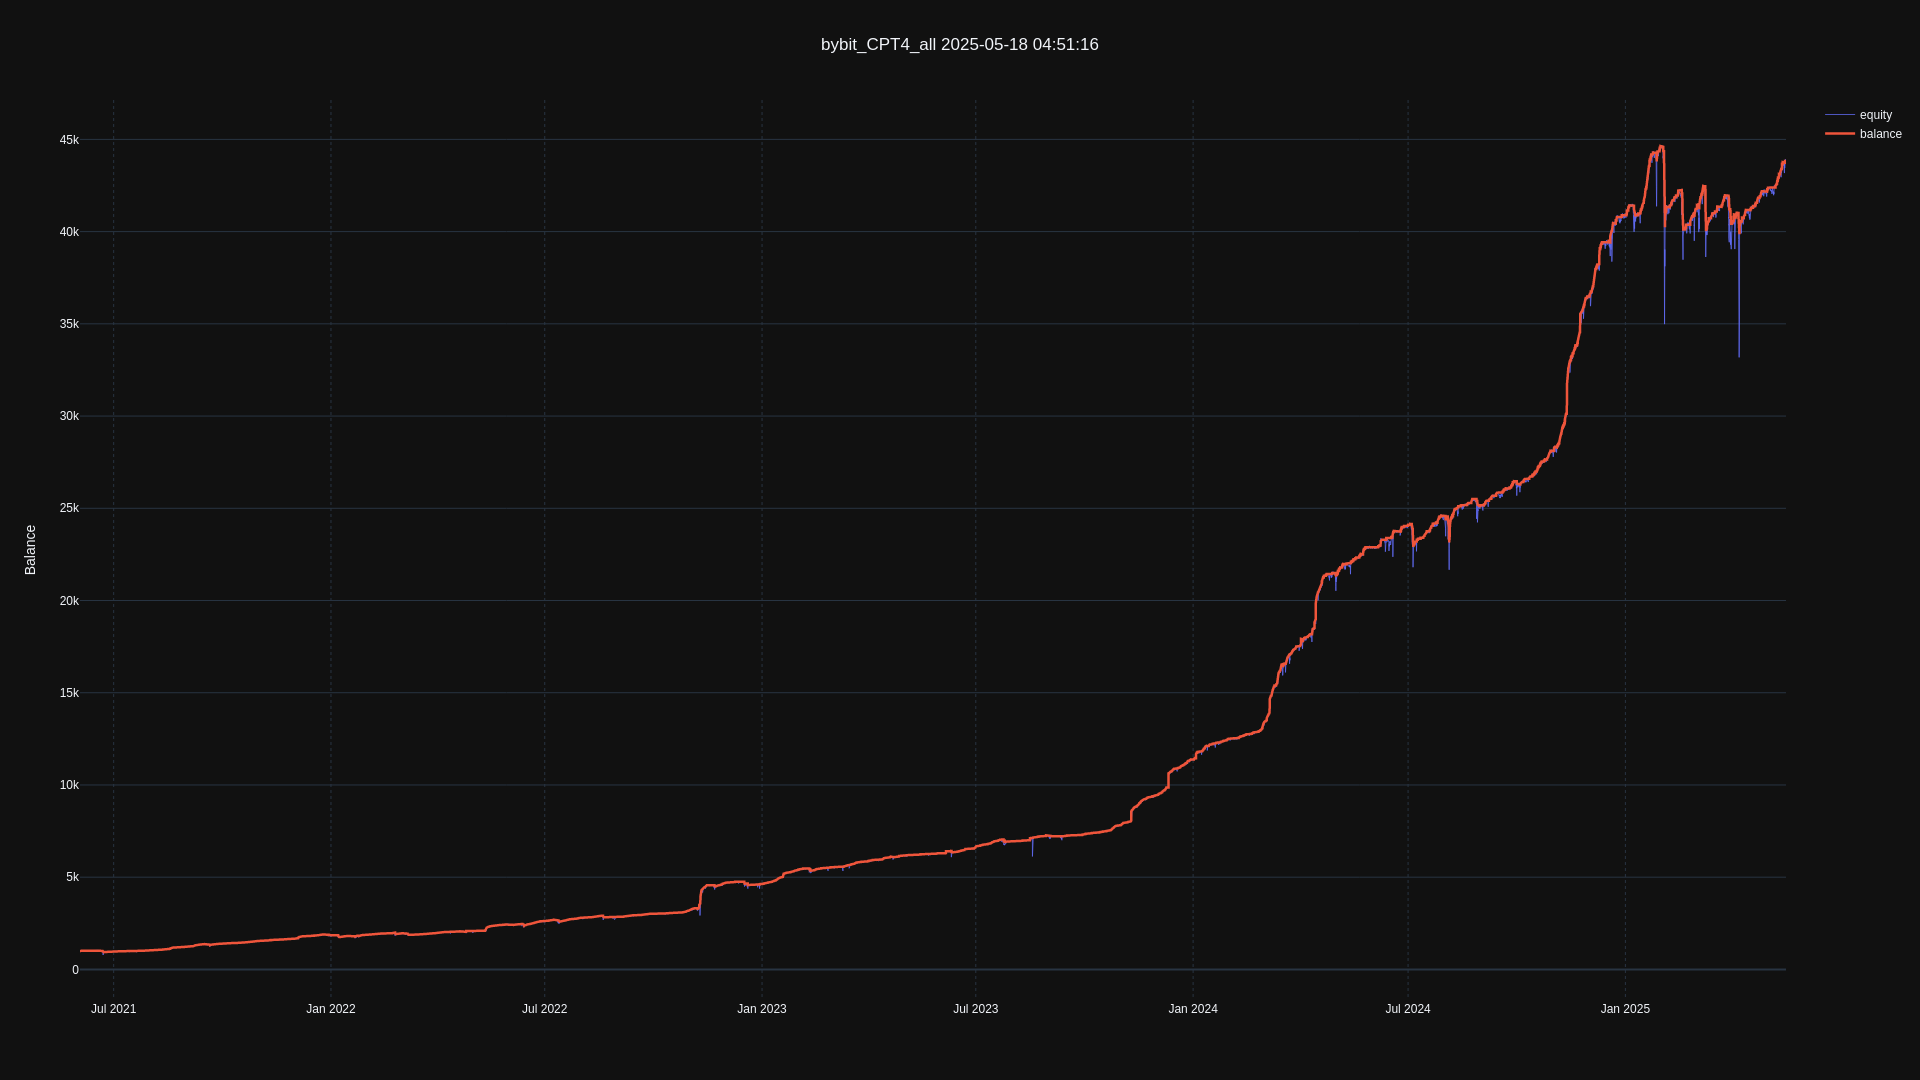 bybit_CPT4_all 2025-05-18 04:51:16
equity
balance
45k
40k
35k
30k
25k
20k
15k
10k
5k
0
Balance
Jul 2021
Jan 2022
Jul 2022
Jan 2023
Jul 2023
Jan 2024
Jul 2024
Jan 2025